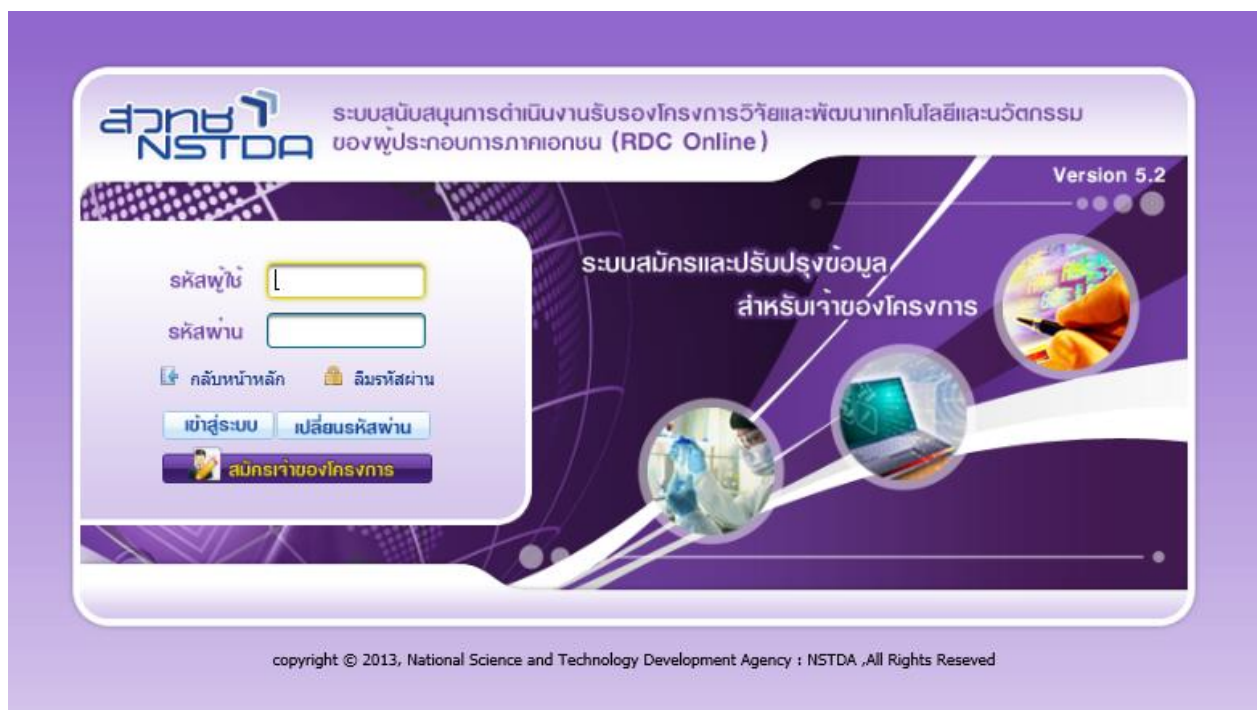 สวทช
NSTDA
ระบบสนับสนุนการดำเนินงานรับรองโครงการวิจัยและพัฒนาเทคโนโลยีและนวัตกรรม
ของผู้ประกอบการภาคเอกชน (RDC Online)
Version 5.2
ระบบสมัครและปรับปรุงข้อมูล
สำหรับเจ้าของโครงการ
รหัสผู้ใช้
รหัสผ่าน
กลับหน้าหลัก ลืมรหัสผ่าน
เข้าสู่ระบบ เปลี่ยนรหัสผ่าน
สมัครเจ้าของโครงการ
copyright © 2013, National Science and Technology Development Agency : NSTDA ,All Rights Reseved